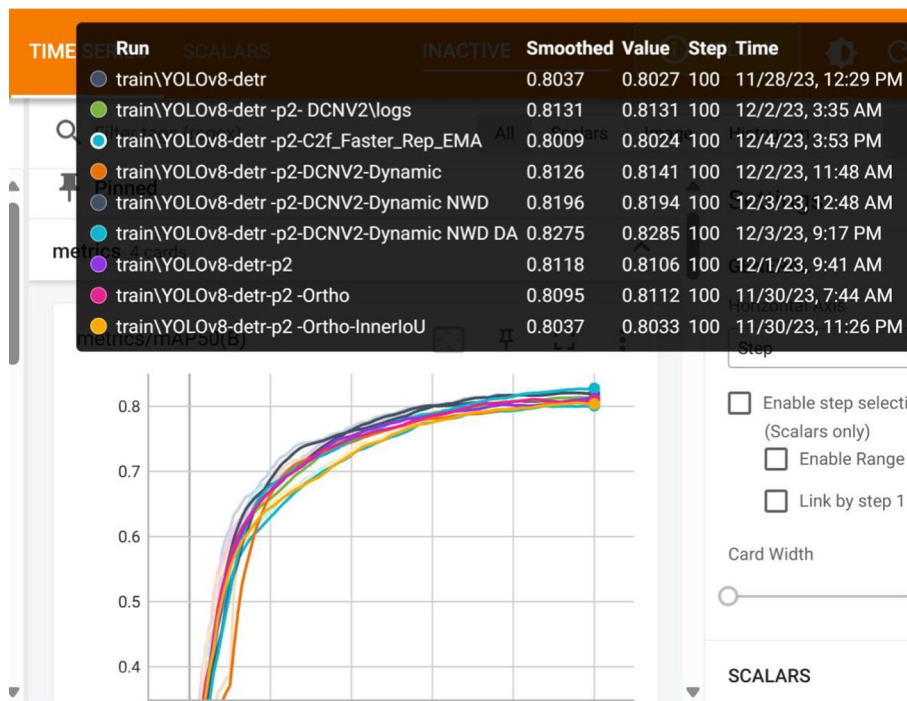 TIME SERIES SCALARS INACTIVE
Run Smoothed Value Step Time
train\YOLOv8-detr 0.8037 0.8027 100 11/28/23, 12:29 PM
train\YOLOv8-detr -p2- DCNV2\logs 0.8131 0.8131 100 12/2/23, 3:35 AM
train\YOLOv8-detr -p2-C2f_Faster_Rep_EMA 0.8009 0.8024 100 12/4/23, 3:53 PM
train\YOLOv8-detr -p2-DCNV2-Dynamic 0.8126 0.8141 100 12/2/23, 11:48 AM
train\YOLOv8-detr -p2-DCNV2-Dynamic NWD 0.8196 0.8194 100 12/3/23, 12:48 AM
train\YOLOv8-detr -p2-DCNV2-Dynamic NWD DA 0.8275 0.8285 100 12/3/23, 9:17 PM
train\YOLOv8-detr-p2 0.8118 0.8106 100 12/1/23, 9:41 AM
train\YOLOv8-detr-p2 -Ortho 0.8095 0.8112 100 11/30/23, 7:44 AM
train\YOLOv8-detr-p2 -Ortho-InnerIoU 0.8037 0.8033 100 11/30/23, 11:26 PM
Filter tags (regex) All Scalars Image Histogram
Pinned
Settings
metrics 4 cards
Horizontal Axis
metrics/mAP50(B)
Step
0.8
0.7
0.6
0.5
0.4
Enable step selecti
(Scalars only)
Enable Range
Link by step 1
Card Width
SCALARS